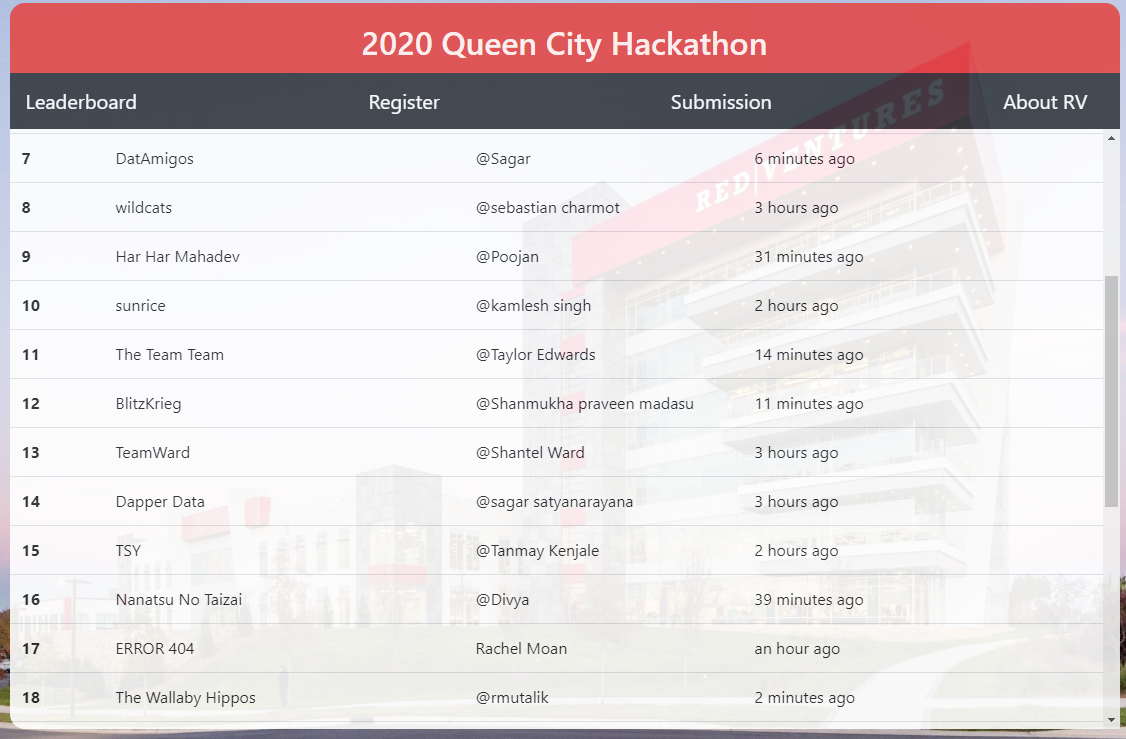 2020 Queen City Hackathon
Leaderboard Register Submission About RV
RED VENTURES
7 DatAmigos @Sagar 6 minutes ago
8 wildcats @sebastian charmot 3 hours ago
9 Har Har Mahadev @Poojan 31 minutes ago
10 sunrice @kamlesh singh 2 hours ago
11 The Team Team @Taylor Edwards 14 minutes ago
12 BlitzKrieg @Shanmukha praveen madasu 11 minutes ago
13 TeamWard @Shantel Ward 3 hours ago
14 Dapper Data @sagar satyanarayana 3 hours ago
15 TSY @Tanmay Kenjale 2 hours ago
16 Nanatsu No Taizai @Divya 39 minutes ago
17 ERROR 404 Rachel Moan an hour ago
18 The Wallaby Hippos @rmutalik 2 minutes ago